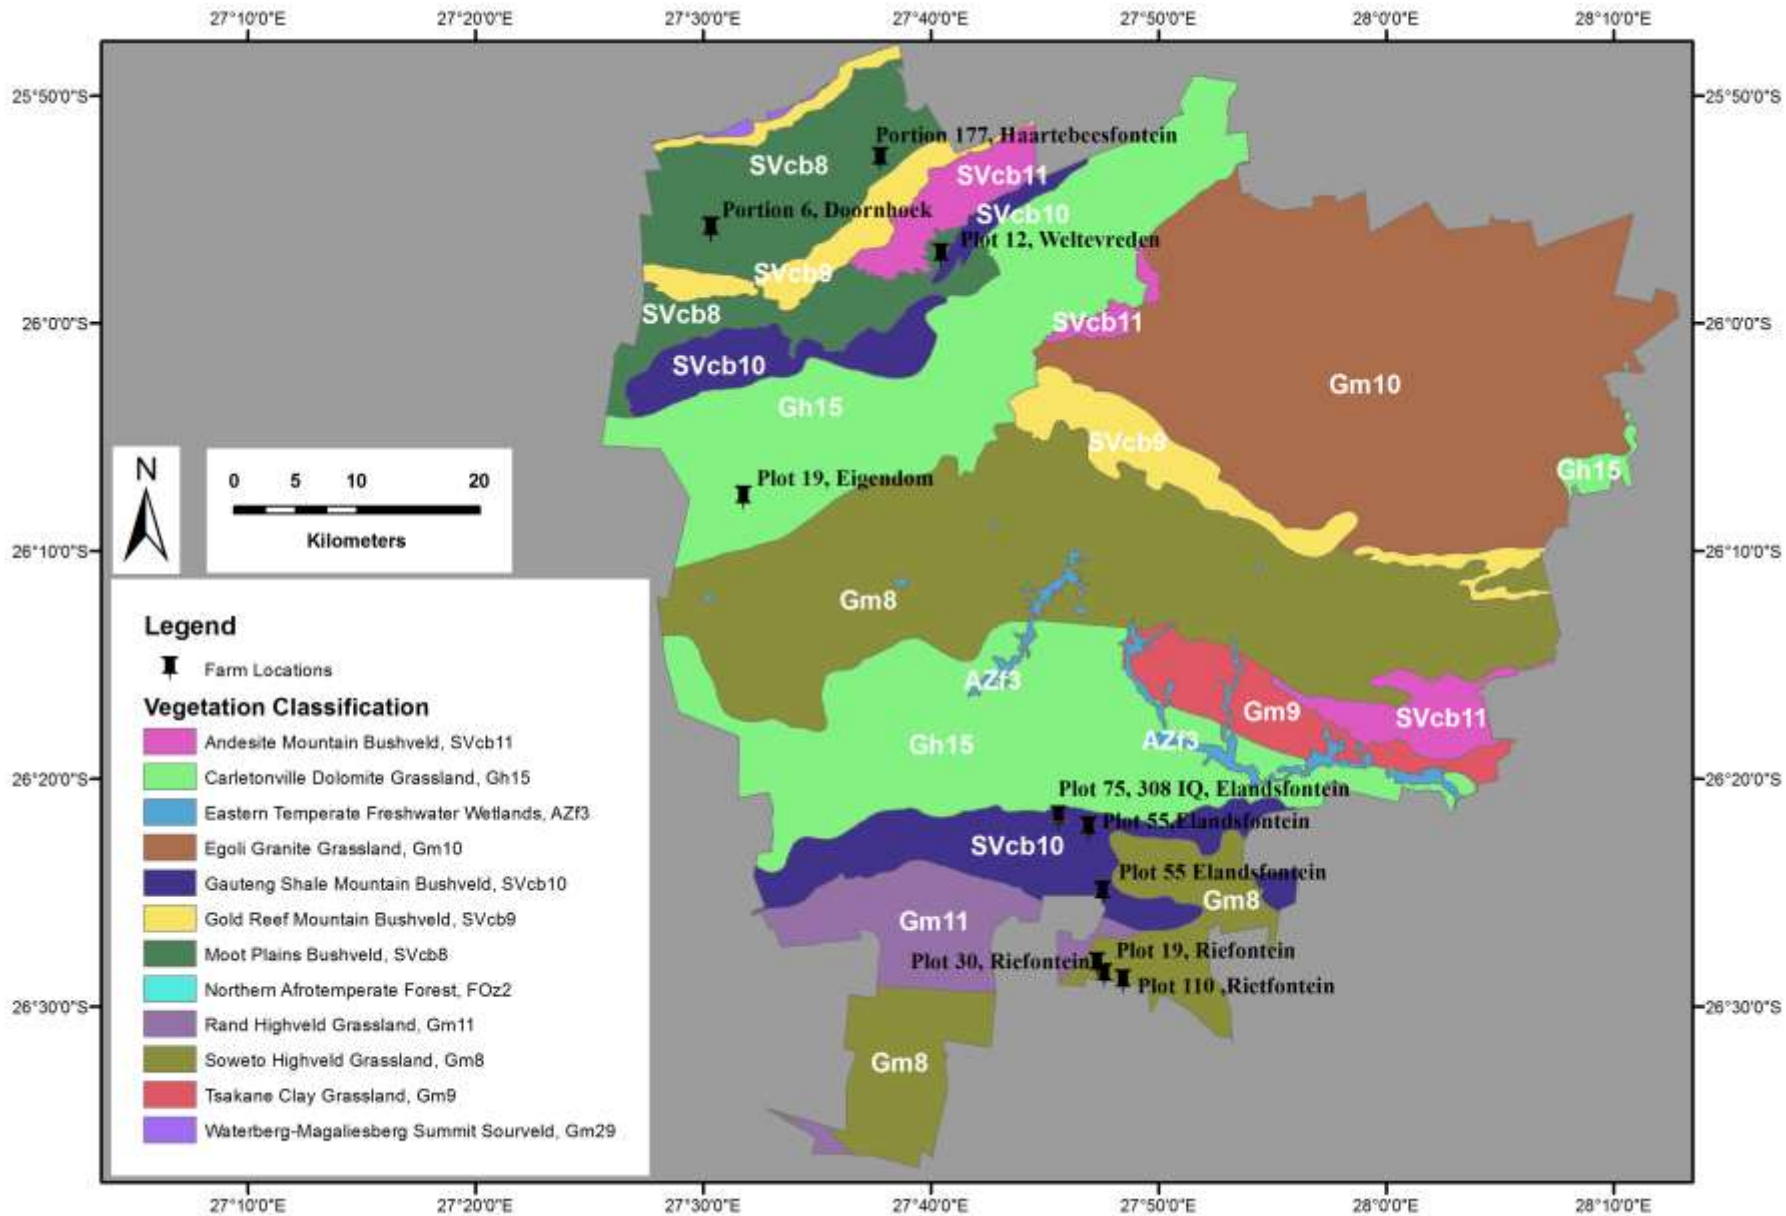 27°10'0"E 27°20'0"E 27°30'0"E 27°40'0"E 27°50'0"E 28°0'0"E 28°10'0"E
25°50'0"S 25°50'0"S
Portion 177, Haartebeesfontein
SVcb8
SVcb11
Portion 6, Doornhoek
SVcb10
Plot 12, Weltevreden
SVcb9
SVcb8
26°0'0"S 26°0'0"S
SVcb11
SVcb10
Gm10
Gh15
SVcb9
Gh15
Plot 19, Eigendom
N
0 5 10 20
Kilometers
26°10'0"S 26°10'0"S
Gm8
AZf3
Gm9
SVcb11
Gh15
AZf3
26°20'0"S 26°20'0"S
Plot 75, 308 IQ, Elandsfontein
Plot 55,Elandsfontein
SVcb10
Plot 55 Elandsfontein
Gm8
Gm11
Plot 19, Riefontein
Plot 30, Riefontein
Plot 110 ,Rietfontein
26°30'0"S 26°30'0"S
Gm8
Legend
Farm Locations
Vegetation Classification
Andesite Mountain Bushveld, SVcb11
Carletonville Dolomite Grassland, Gh15
Eastern Temperate Freshwater Wetlands, AZf3
Egoli Granite Grassland, Gm10
Gauteng Shale Mountain Bushveld, SVcb10
Gold Reef Mountain Bushveld, SVcb9
Moot Plains Bushveld, SVcb8
Northern Afrotemperate Forest, FOz2
Rand Highveld Grassland, Gm11
Soweto Highveld Grassland, Gm8
Tsakane Clay Grassland, Gm9
Waterberg-Magaliesberg Summit Sourveld, Gm29
27°10'0"E 27°20'0"E 27°30'0"E 27°40'0"E 27°50'0"E 28°0'0"E 28°10'0"E